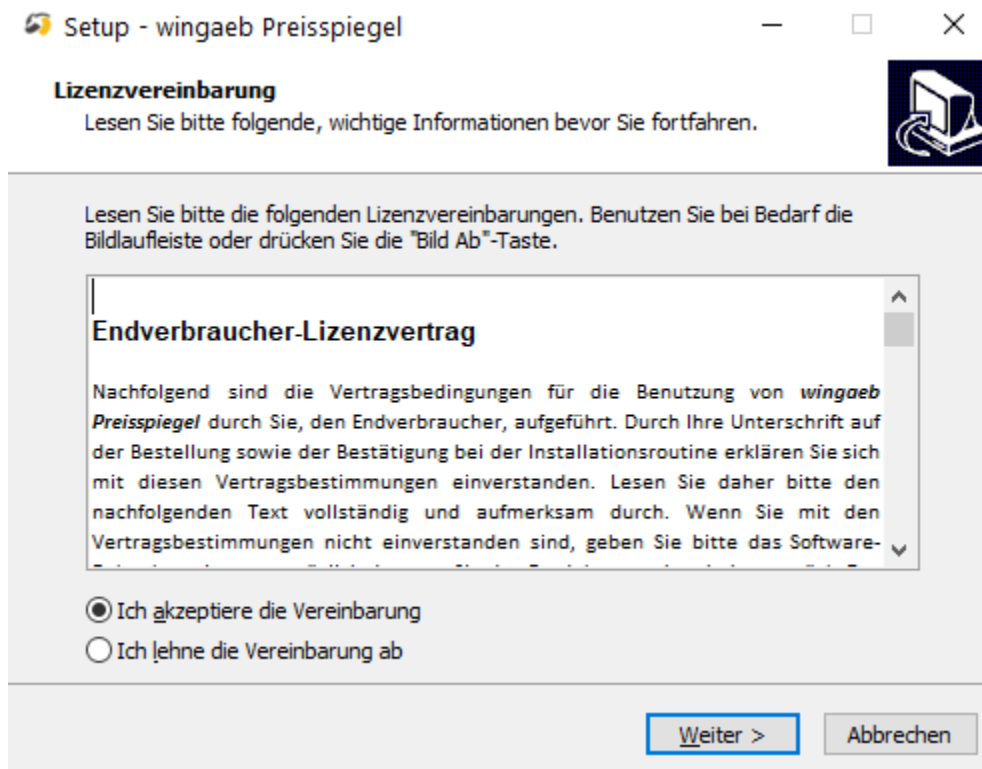 Setup - wingaeb Preisspiegel
Lizenzvereinbarung
Lesen Sie bitte folgende, wichtige Informationen bevor Sie fortfahren.
Lesen Sie bitte die folgenden Lizenzvereinbarungen. Benutzen Sie bei Bedarf die
Bildlaufleiste oder drücken Sie die "Bild Ab"-Taste.
Endverbraucher-Lizenzvertrag
Nachfolgend sind die Vertragsbedingungen für die Benutzung von wingaeb
Preisspiegel durch Sie, den Endverbraucher, aufgeführt. Durch Ihre Unterschrift auf
der Bestellung sowie der Bestätigung bei der Installationsroutine erklären Sie sich
mit diesen Vertragsbestimmungen einverstanden. Lesen Sie daher bitte den
nachfolgenden Text vollständig und aufmerksam durch. Wenn Sie mit den
Vertragsbestimmungen nicht einverstanden sind, geben Sie bitte das Software-
Ich akzeptiere die Vereinbarung
Ich lehne die Vereinbarung ab
Weiter >
Abbrechen